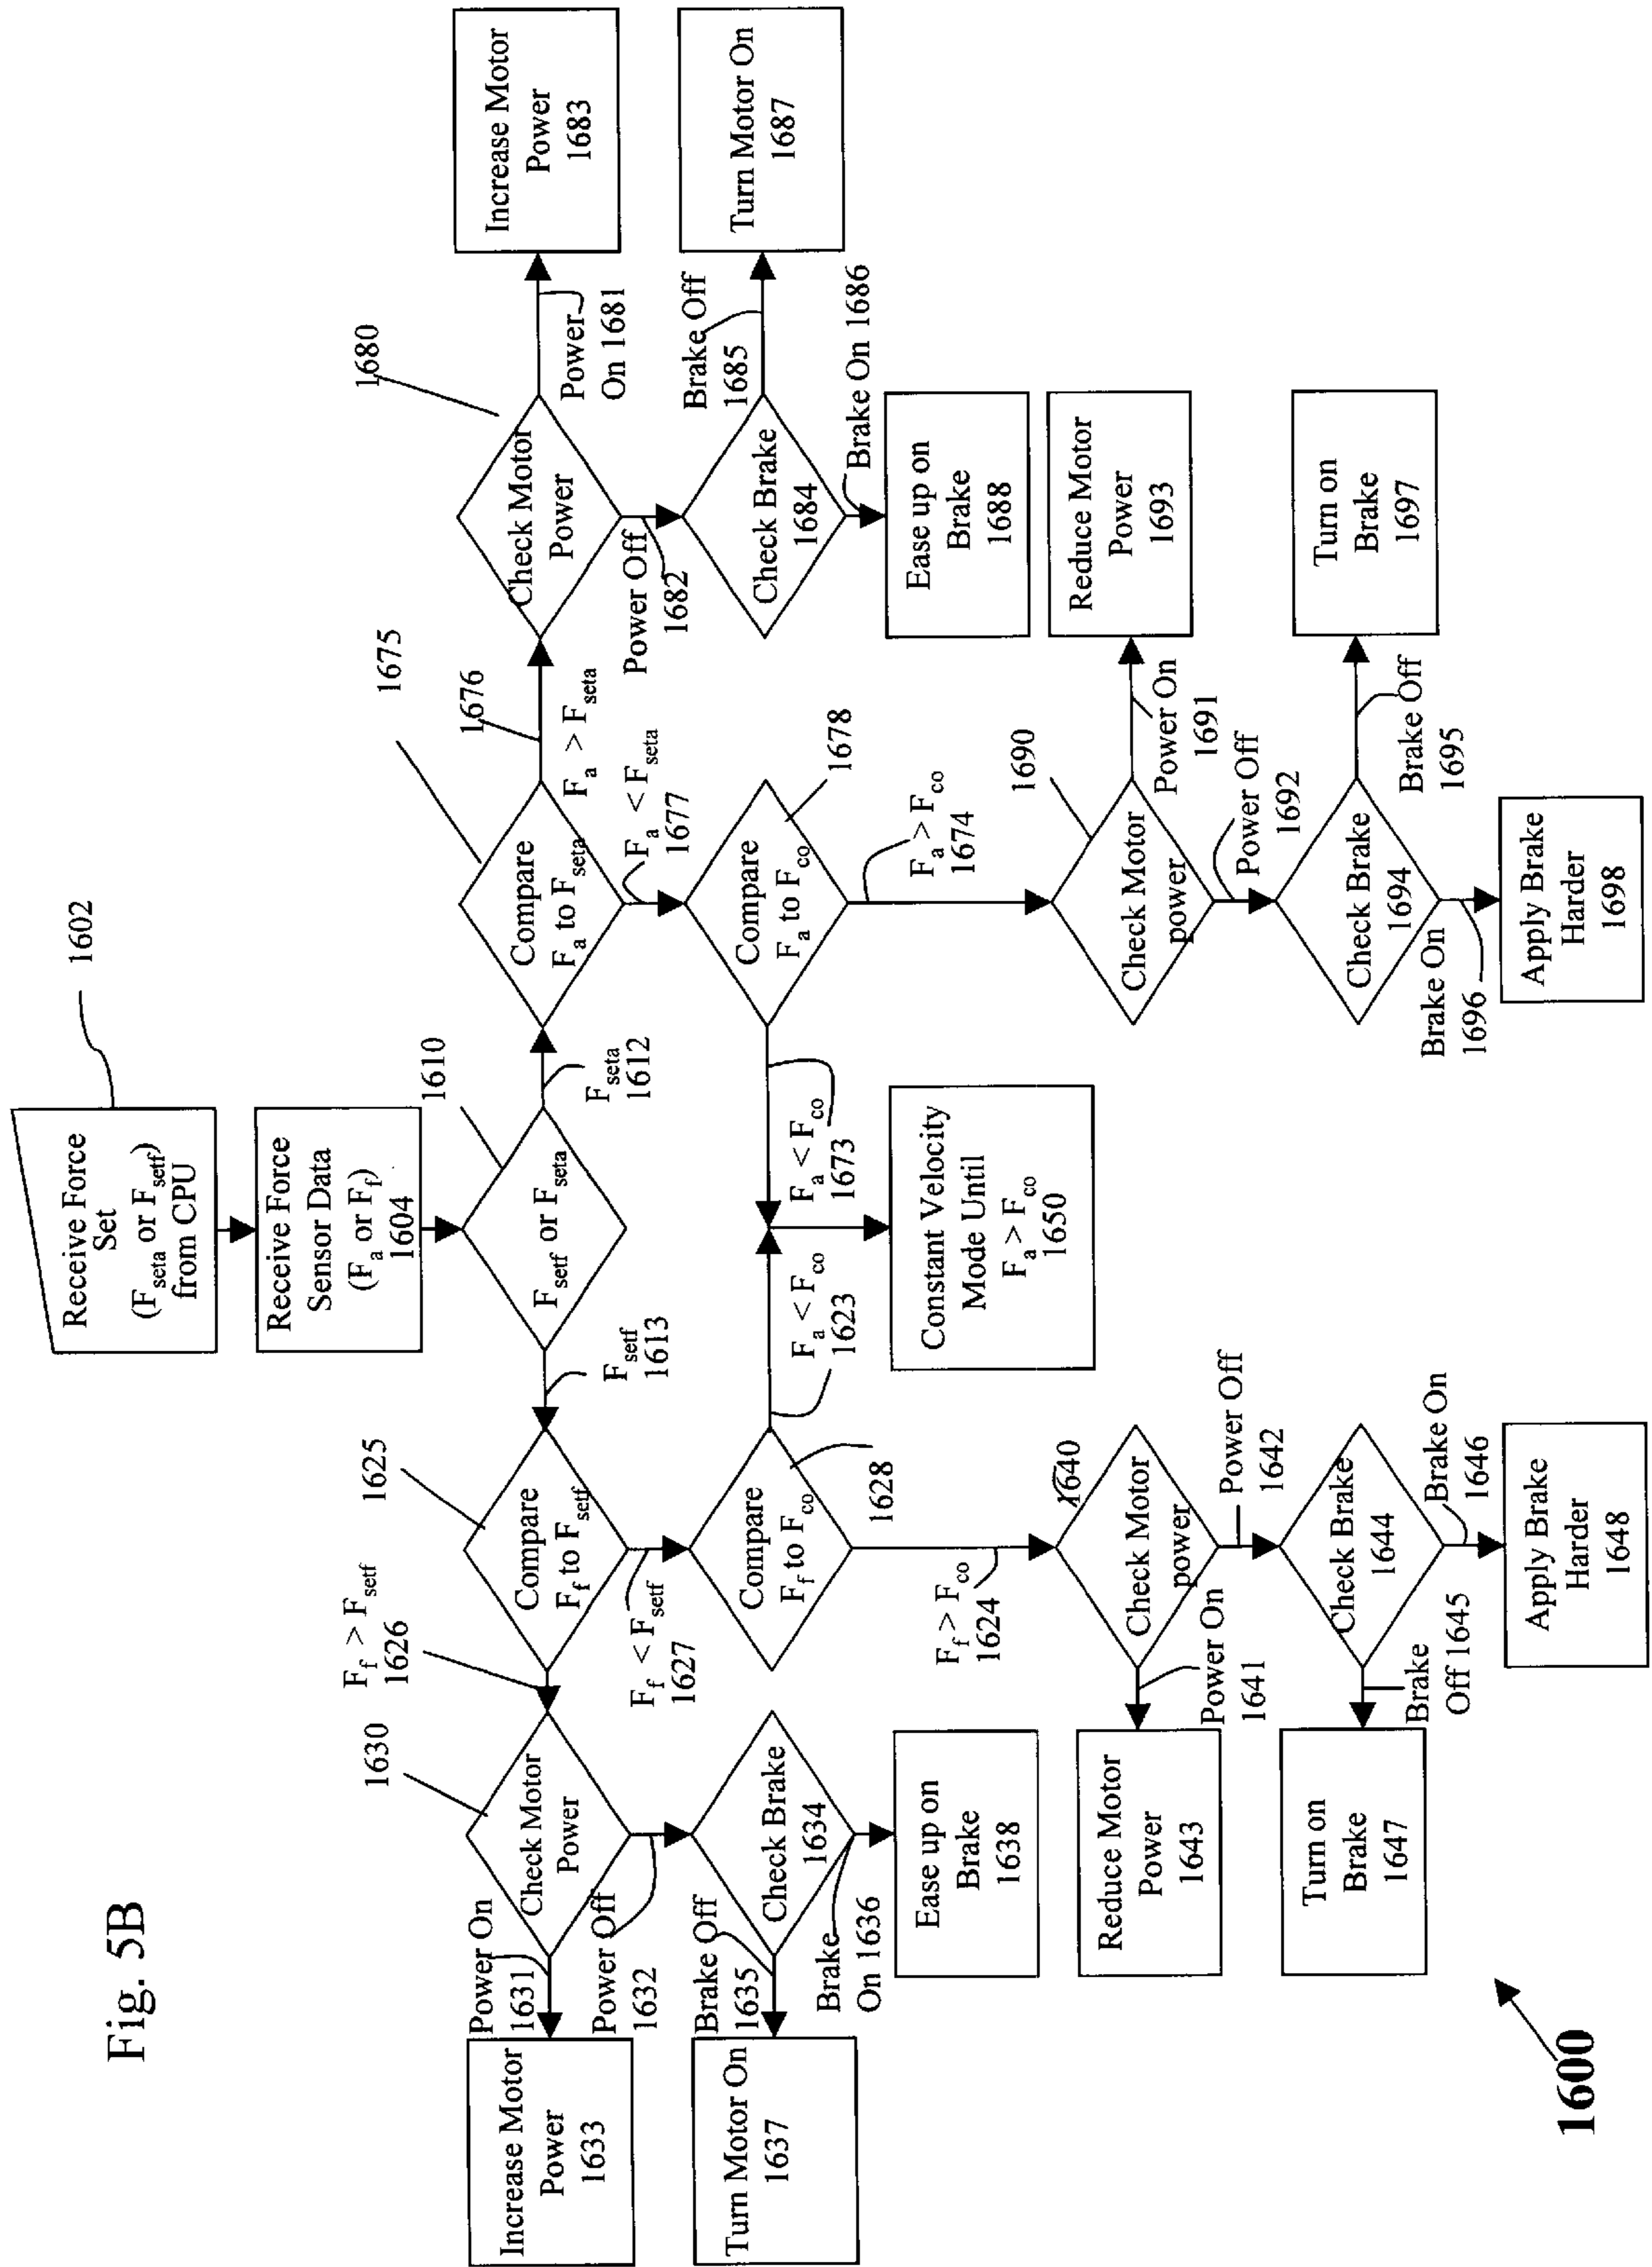 Fig. 5B
Receive Force
Set
(Fseta or Fsetf)
from CPU
1602
Receive Force
Sensor Data
(Fa or Ff)
1604
Fsetf or Fseta
1610
Fsetf
1613
Fseta
1612
Compare
Ff to Fsetf
1625
Ff > Fsetf
1626
Ff < Fsetf
1627
Check Motor
Power
1630
Power On
1631
Increase Motor
Power
1633
Power Off
1632
Check Brake
1634
Brake Off
1635
Turn Motor On
1637
Brake
On 1636
Ease up on
Brake
1638
Compare
Ff to Fco
1628
Fa < Fco
1623
Ff > Fco
1624
Check Motor
power
1640
Power On
1641
Reduce Motor
Power
1643
Power Off
1642
Check Brake
1644
Brake
Off 1645
Turn on
Brake
1647
Brake On
1646
Apply Brake
Harder
1648
Constant Velocity
Mode Until
Fa > Fco
1650
Compare
Fa to Fseta
1675
1676
Fa > Fseta
Fa < Fseta
1677
Check Motor
Power
1680
Power
On 1681
Increase Motor
Power
1683
Power Off
1682
Check Brake
1684
Brake Off
1685
Turn Motor On
1687
Brake On 1686
Ease up on
Brake
1688
Compare
Fa to Fco
1678
Fa < Fco
1673
Fa > Fco
1674
Check Motor
power
1690
Power On
1691
Reduce Motor
Power
1693
Power Off
1692
Check Brake
1694
Brake Off
1695
Turn on
Brake
1697
Brake On
1696
Apply Brake
Harder
1698
1600